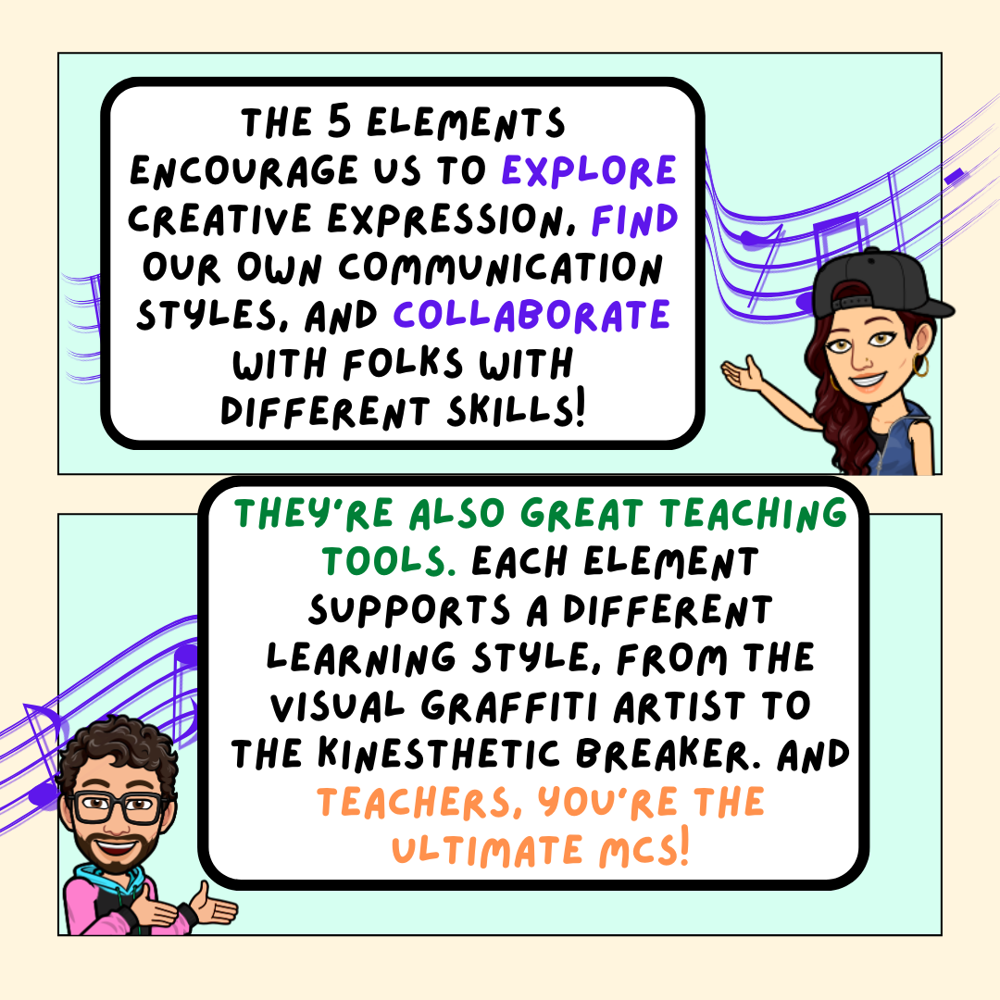 THE 5 ELEMENTS
ENCOURAGE US TO EXPLORE
CREATIVE EXPRESSION, FIND
OUR OWN COMMUNICATION
STYLES, AND COLLABORATE
WITH FOLKS WITH
DIFFERENT SKILLS!
THEY'RE ALSO GREAT TEACHING
TOOLS. EACH ELEMENT
SUPPORTS A DIFFERENT
LEARNING STYLE, FROM THE
VISUAL GRAFFITI ARTIST TO
THE KINESTHETIC BREAKER. AND
TEACHERS, YOU'RE THE
ULTIMATE MCS!